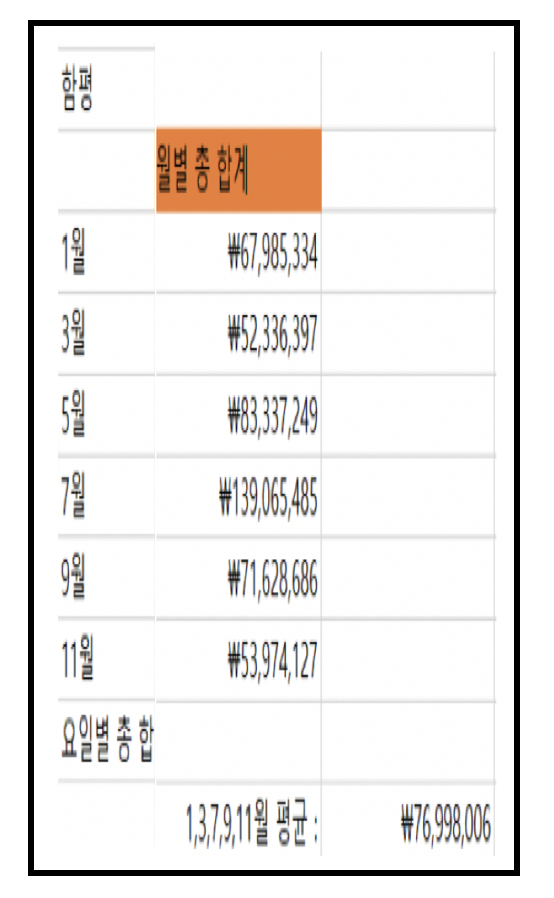 함평
월별 총 합계
1월 ₩67,985,334
3월 ₩52,336,397
5월 ₩83,337,249
7월 ₩139,065,485
9월 ₩71,628,686
11월 ₩53,974,127
요일별 총 합
1,3,7,9,11월 평균 : ₩76,998,006